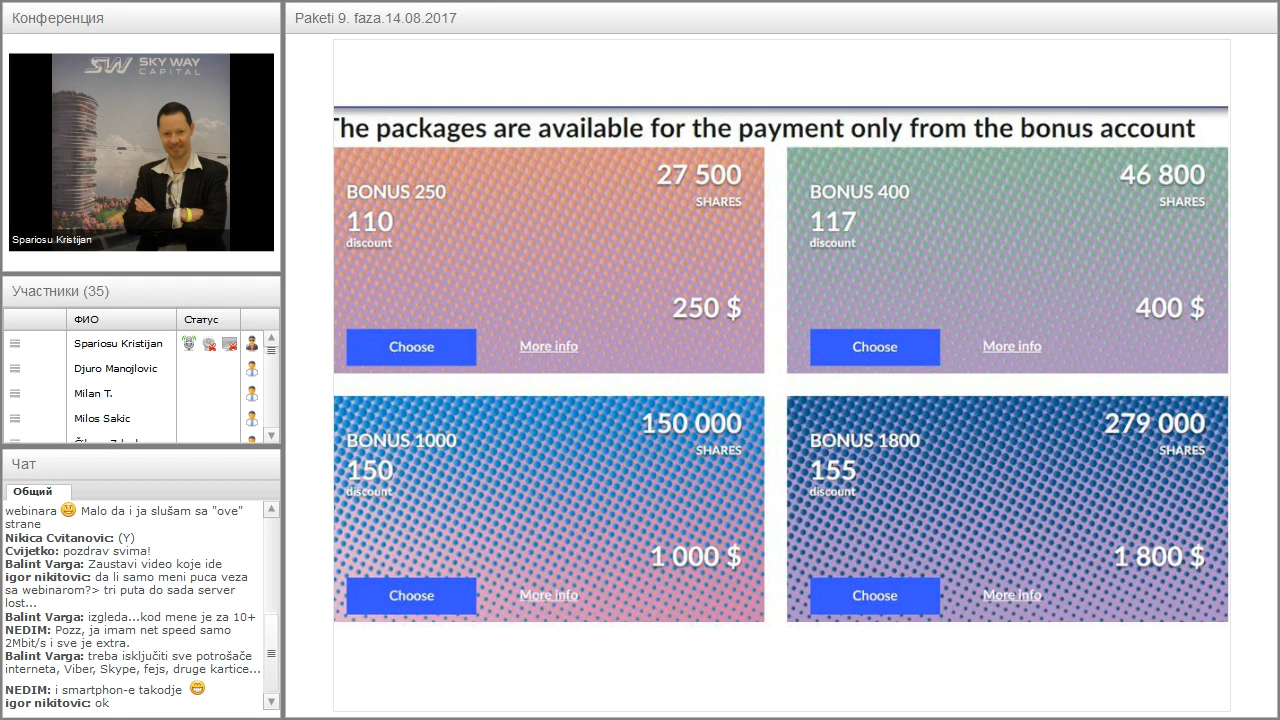 Конференция
SW SKY WAY
CAPITAL
Spariosu Kristijan
Участники (35)
ФИО Статус
Spariosu Kristijan
Djuro Manojlovic
Milan T.
Milos Sakic
Чат
Общий
webinara Malo da i ja slušam sa "ove"
strane
Nikica Cvitanovic: (Y)
Cvijetko: pozdrav svima!
Balint Varga: Zaustavi video koje ide
igor nikitovic: da li samo meni puca veza
sa webinarom?> tri puta do sada server
lost...
Balint Varga: izgleda...kod mene je za 10+
NEDIM: Pozz, ja imam net speed samo
2Mbit/s i sve je extra.
Balint Varga: treba isključiti sve potrošače
interneta, Viber, Skype, fejs, druge kartice...
NEDIM: i smartphon-e takodje
igor nikitovic: ok
Paketi 9. faza.14.08.2017
The packages are available for the payment only from the bonus account
BONUS 250
110
discount
27 500
SHARES
250 $
Choose
More info
BONUS 400
117
discount
46 800
SHARES
400 $
Choose
More info
BONUS 1000
150
discount
150 000
SHARES
1 000 $
Choose
More info
BONUS 1800
155
discount
279 000
SHARES
1 800 $
Choose
More info